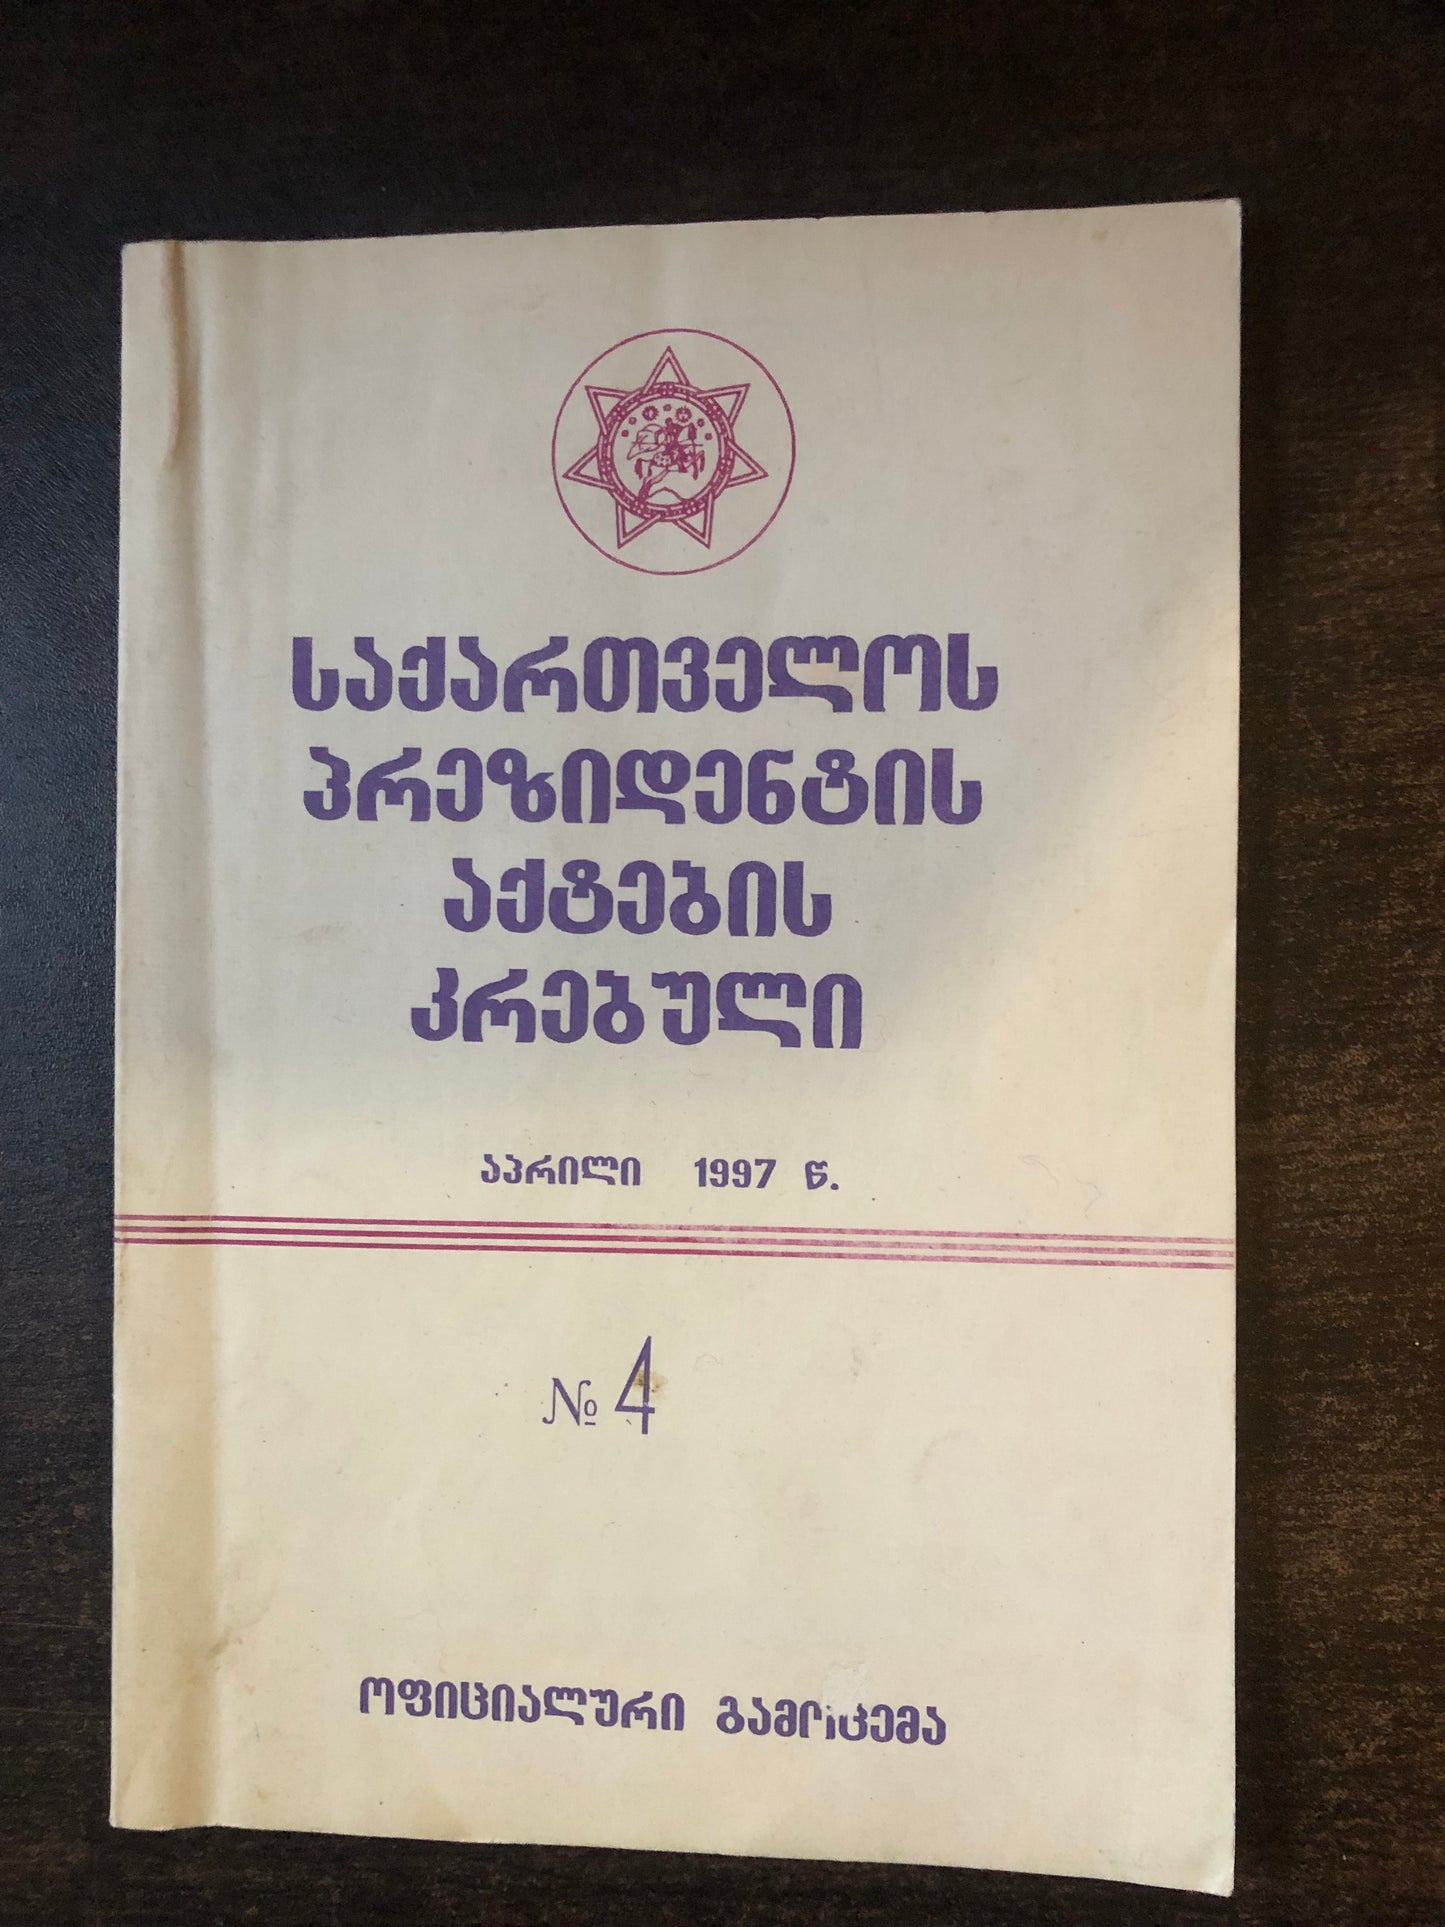 საქართველოს
პრეზიდენტის
აქტების
კრებული
აპრილი 1997 წ.
№ 4
ოფიციალური გამოცემა